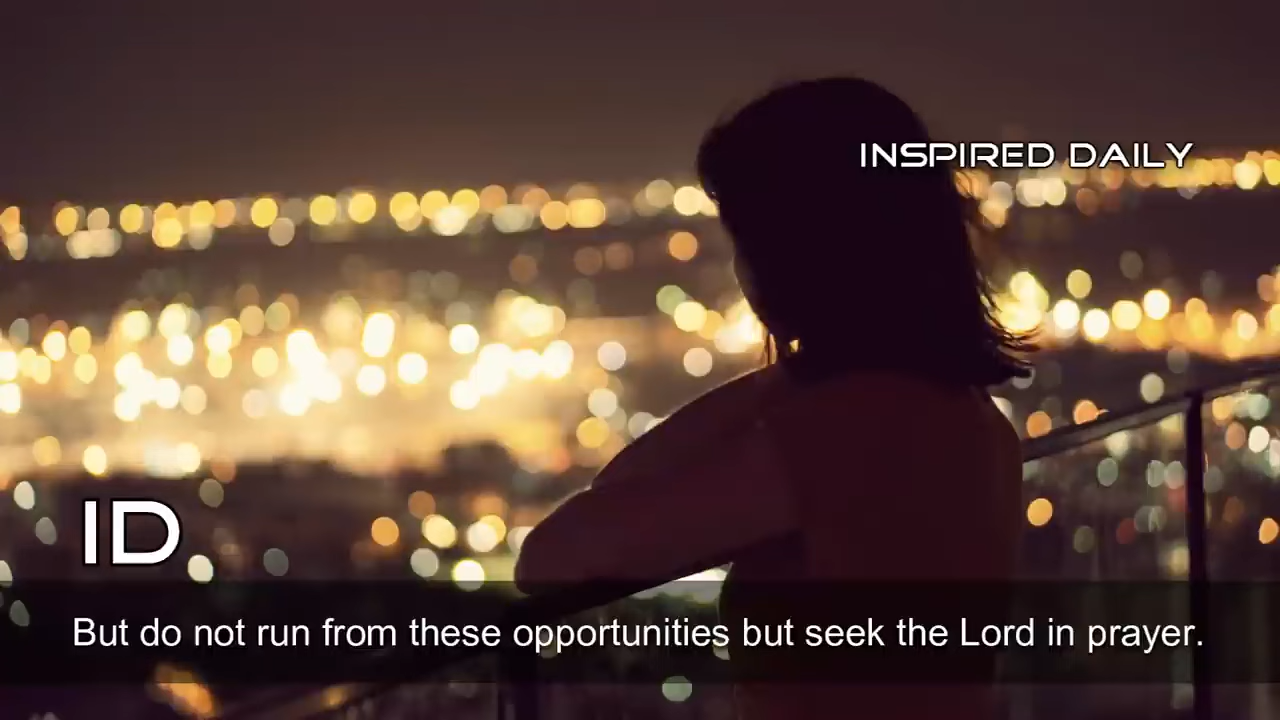 INSPIRED DAILY
ID
But do not run from these opportunities but seek the Lord in prayer.